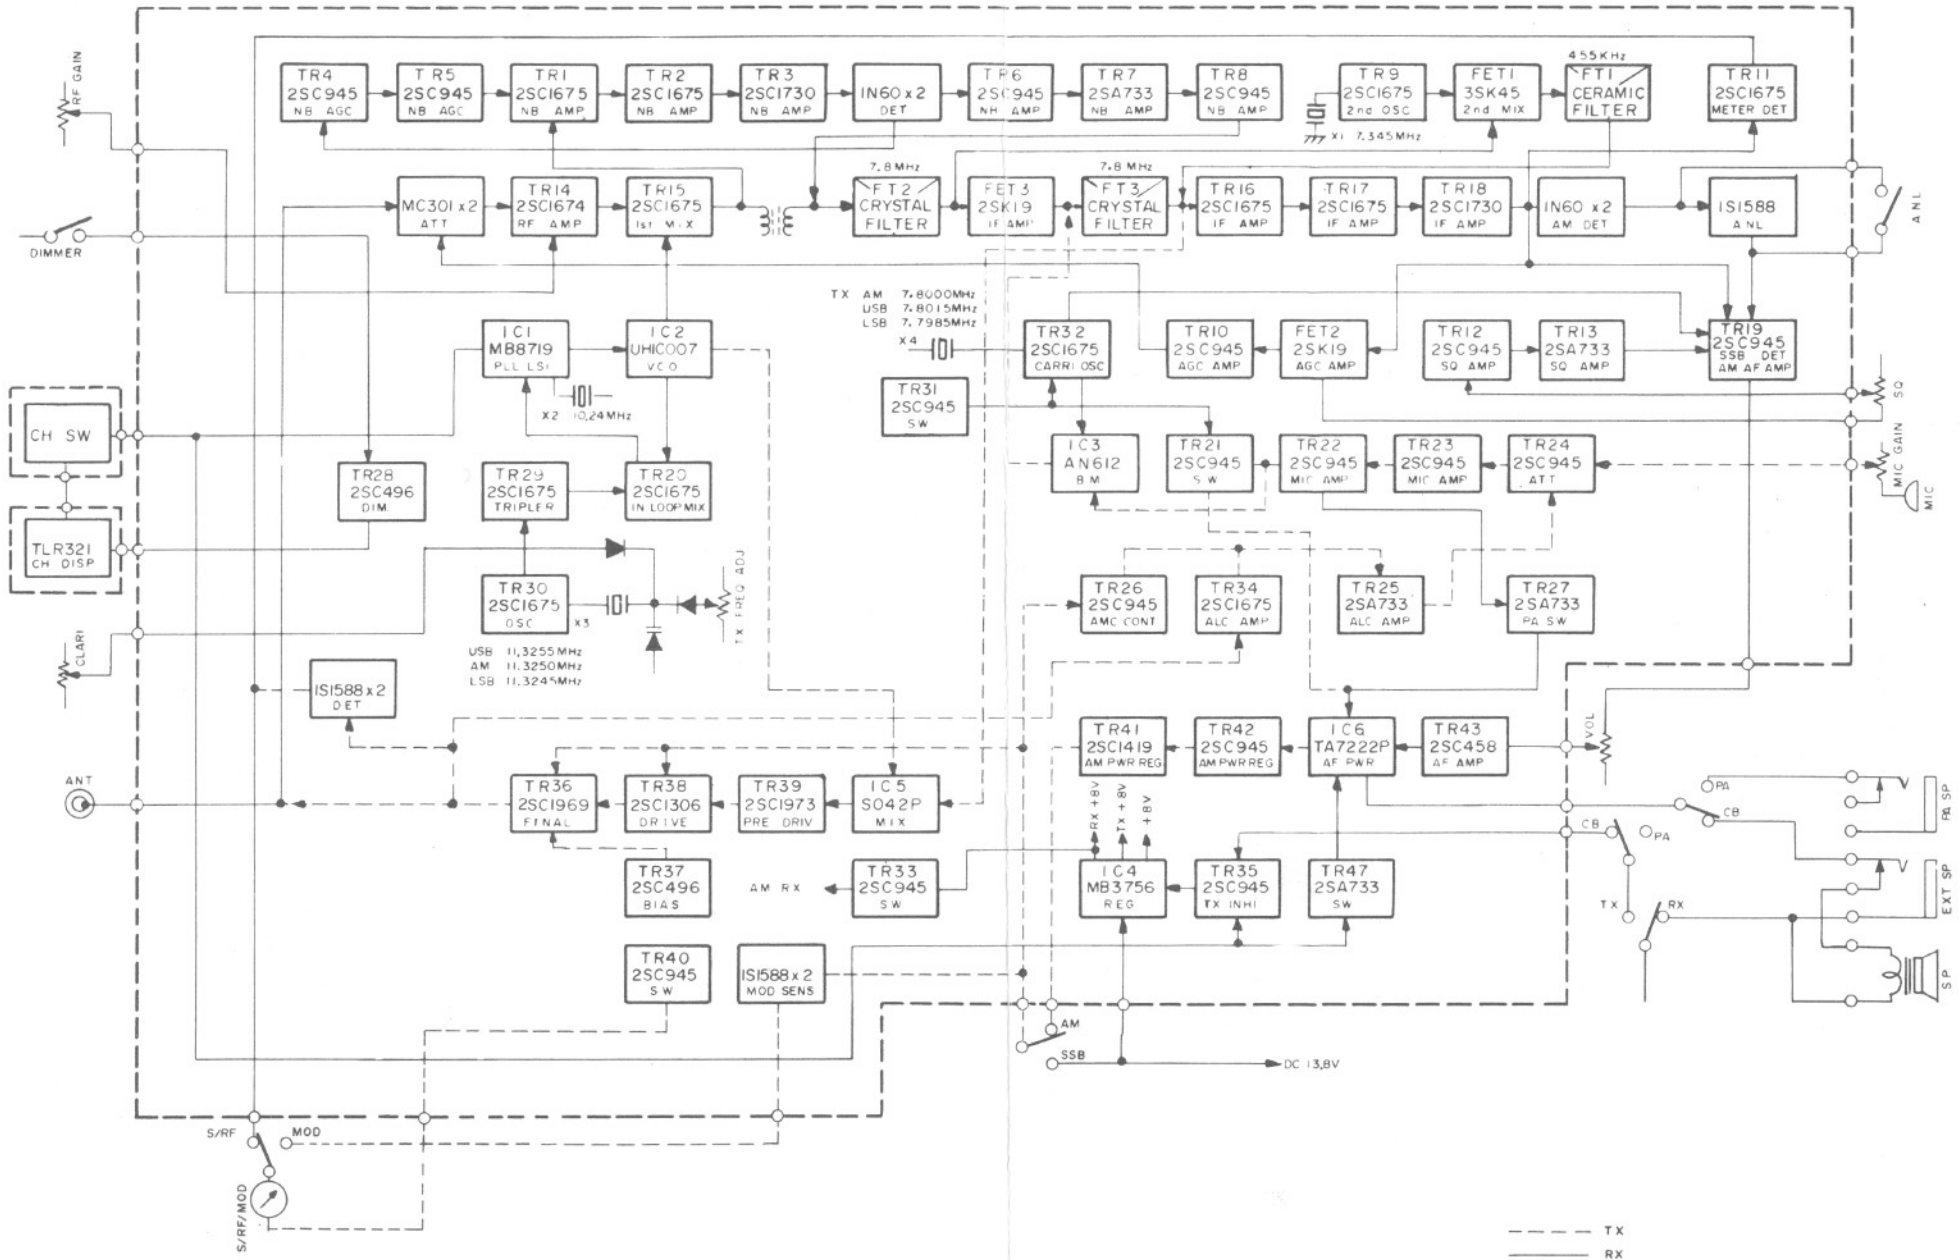 RF GAIN
DIMMER
CH SW
TLR321
CH DISP
CLARI
ANT
TR4
2SC945
NB AGC
TR5
2SC945
NB AGC
TR1
2SC1675
NB AMP
TR2
2SC1675
NB AMP
TR3
2SC1730
NB AMP
IN60 x 2
DET
TR6
2SC945
NH AMP
TR7
2SA733
NB AMP
TR8
2SC945
NB AMP
TR9
2SC1675
2nd OSC
X1 7.345MHz
FET1
3SK45
2nd MIX
455KHz
FT1
CERAMIC
FILTER
TR11
2SC1675
METER DET
MC301 x 2
ATT
TR14
2SC1674
RF AMP
TR15
2SC1675
1st MIX
7.8MHz
FT2
CRYSTAL
FILTER
FET3
2SK19
IF AMP
7.8MHz
FT3
CRYSTAL
FILTER
TR16
2SC1675
IF AMP
TR17
2SC1675
IF AMP
TR18
2SC1730
IF AMP
IN60 x 2
AM DET
IS1588
ANL
ANL
IC1
MB8719
PLL LSI
X2 10,24MHz
IC2
UHIC007
VCO
TX AM 7.8000MHz
USB 7.8015MHz
LSB 7.7985MHz
X4
TR32
2SC1675
CARRI OSC
TR10
2SC945
AGC AMP
FET2
2SK19
AGC AMP
TR12
2SC945
SQ AMP
TR13
2SA733
SQ AMP
TR19
2SC945
SSB DET
AM AF AMP
SQ
TR31
2SC945
SW
IC3
AN612
BM
TR21
2SC945
SW
TR22
2SC945
MIC AMP
TR23
2SC945
MIC AMP
TR24
2SC945
ATT
MIC GAIN
MIC
TR28
2SC496
DIM.
TR29
2SC1675
TRIPLER
TR20
2SC1675
IN LOOP MIX
TR30
2SC1675
OSC
X3
TX FREQ ADJ
USB 11,3255MHz
AM 11.3250MHz
LSB 11.3245MHz
TR26
2SC945
AMC CONT
TR34
2SC1675
ALC AMP
TR25
2SA733
ALC AMP
TR27
2SA733
PA SW
IS1588 x 2
DET
TR36
2SC1969
FINAL
TR38
2SC1306
DRIVE
TR39
2SC1973
PRE DRIV
IC5
SO42P
MIX
TR41
2SC1419
AM PWR REG
TR42
2SC945
AM PWR REG
IC6
TA7222P
AF PWR
TR43
2SC458
AF AMP
VOL
RX +8V
TX +8V
+8V
TR37
2SC496
BIAS
AM RX
TR33
2SC945
SW
IC4
MB3756
REG
TR35
2SC945
TX INHI
TR47
2SA733
SW
CB
PA
PA
CB
TX
RX
PA SP
EXT SP
SP
TR40
2SC945
SW
IS1588 x 2
MOD SENS
AM
SSB
DC 13,8V
S/RF
MOD
S/RF/MOD
TX
RX